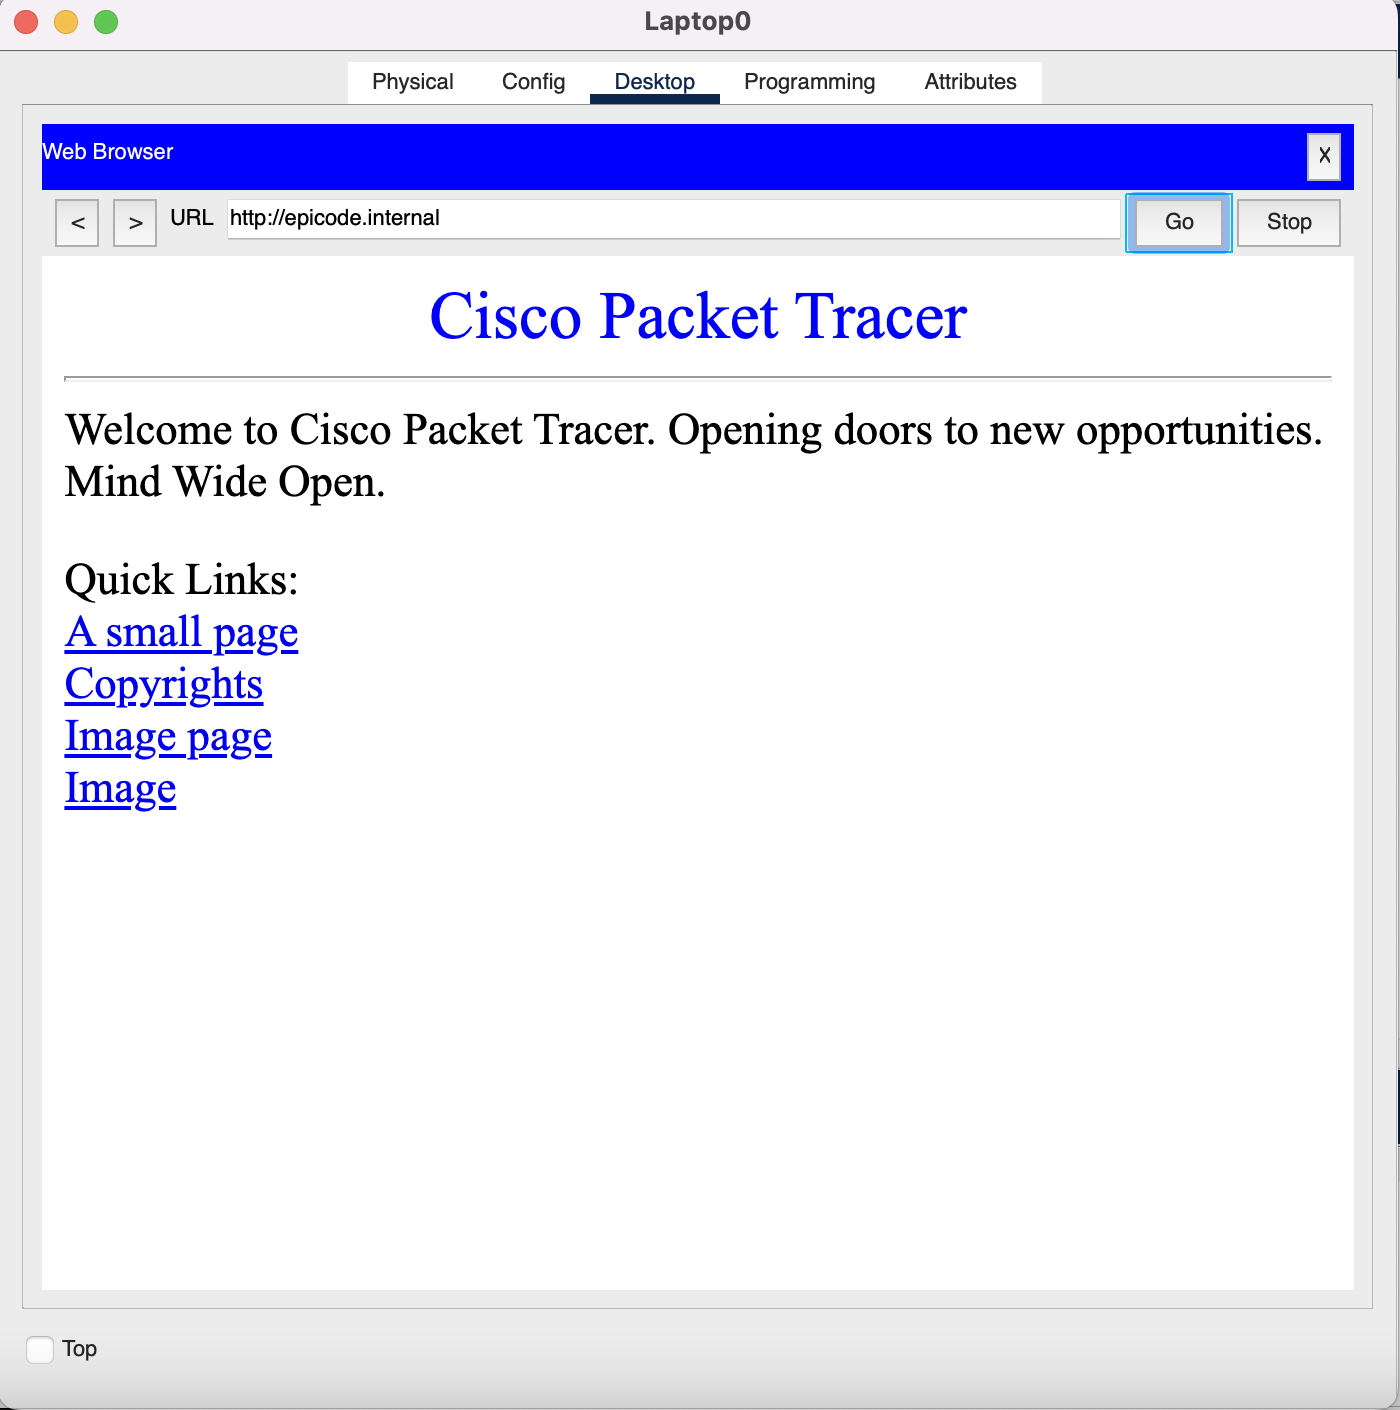 Laptop0
Physical Config Desktop Programming Attributes
Web Browser X
< > URL http://epicode.internal Go Stop
Cisco Packet Tracer
Welcome to Cisco Packet Tracer. Opening doors to new opportunities.
Mind Wide Open.
Quick Links:
A small page
Copyrights
Image page
Image
Top